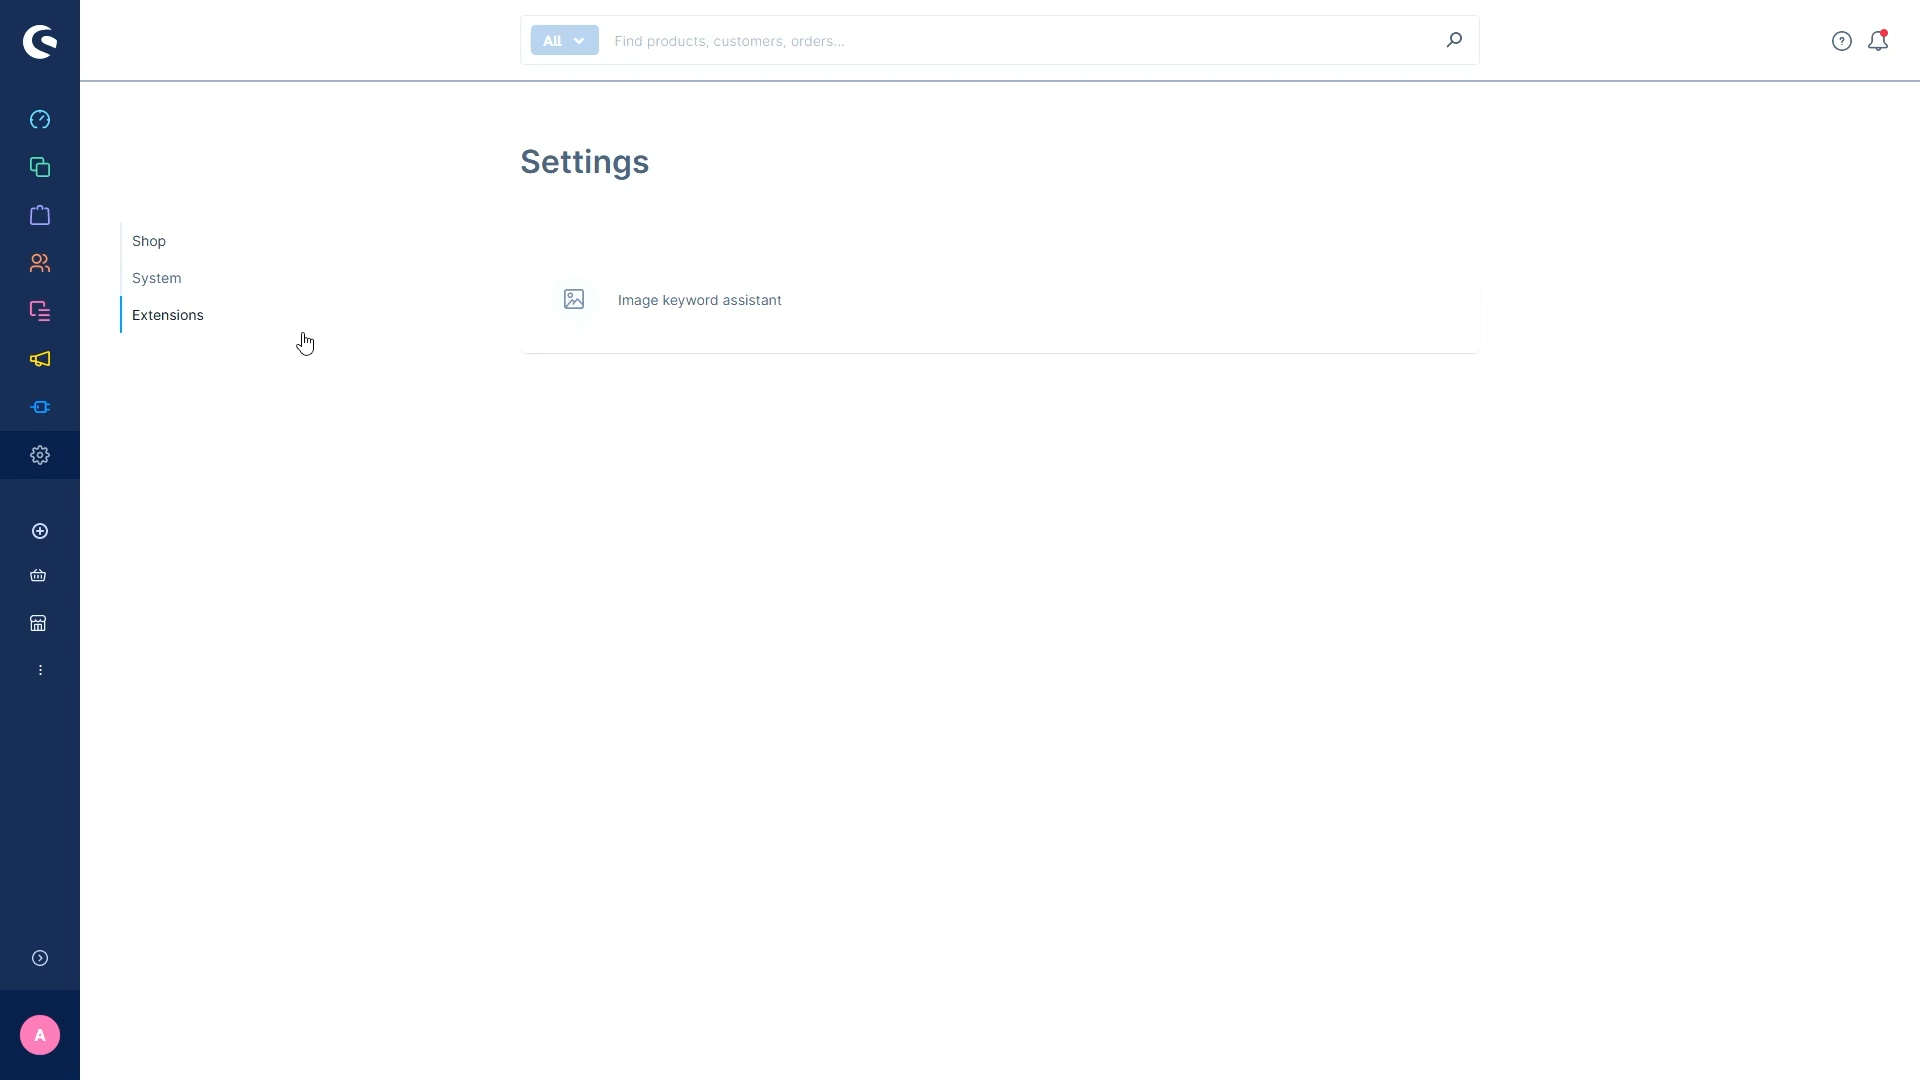 All
Find products, customers, orders...
Settings
Shop
System
Extensions
Image keyword assistant
A